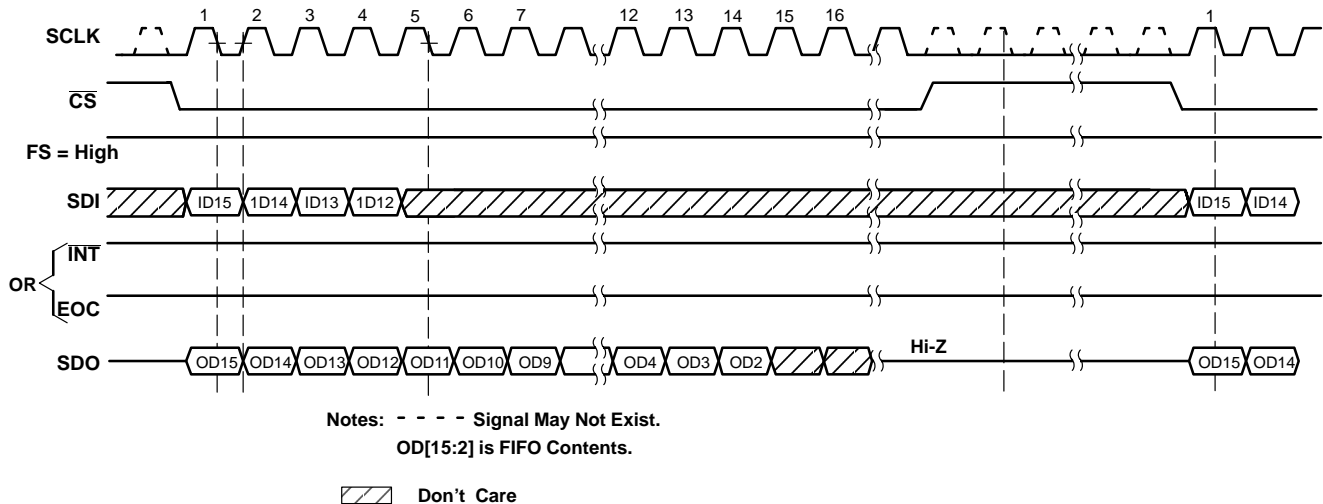 1 2 3 4 5 6 7 12 13 14 15 16 1
SCLK
CS
FS = High
SDI ID15 1D14 ID13 1D12 ID15 ID14
INT
OR
EOC
SDO OD15 OD14 OD13 OD12 OD11 OD10 OD9 OD4 OD3 OD2 Hi-Z OD15 OD14
Notes: - - - - Signal May Not Exist.
OD[15:2] is FIFO Contents.
Don't Care